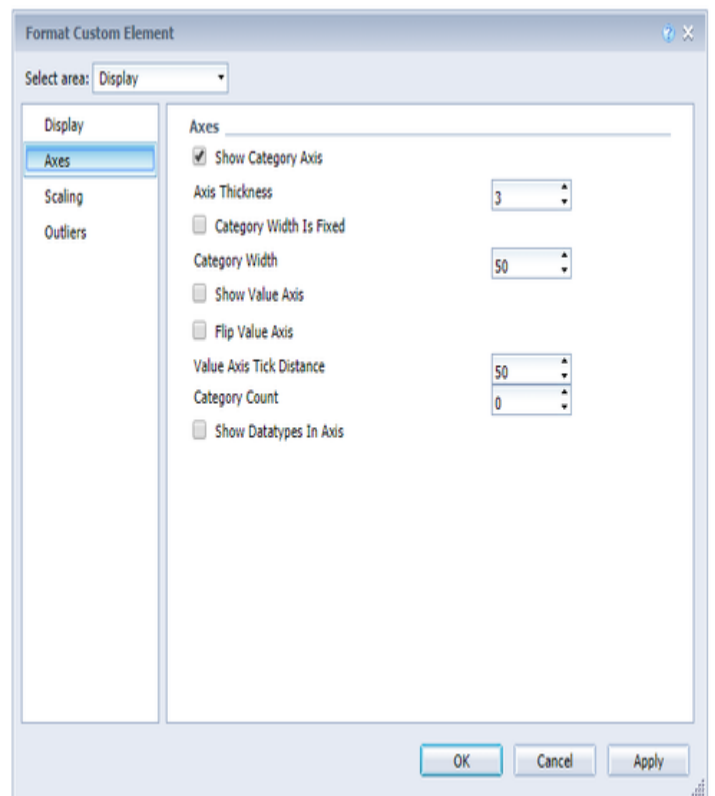 Format Custom Element
Select area: Display
Display
Axes
Scaling
Outliers
Axes
Show Category Axis
Axis Thickness 3
Category Width Is Fixed
Category Width 50
Show Value Axis
Flip Value Axis
Value Axis Tick Distance 50
Category Count 0
Show Datatypes In Axis
OK Cancel Apply